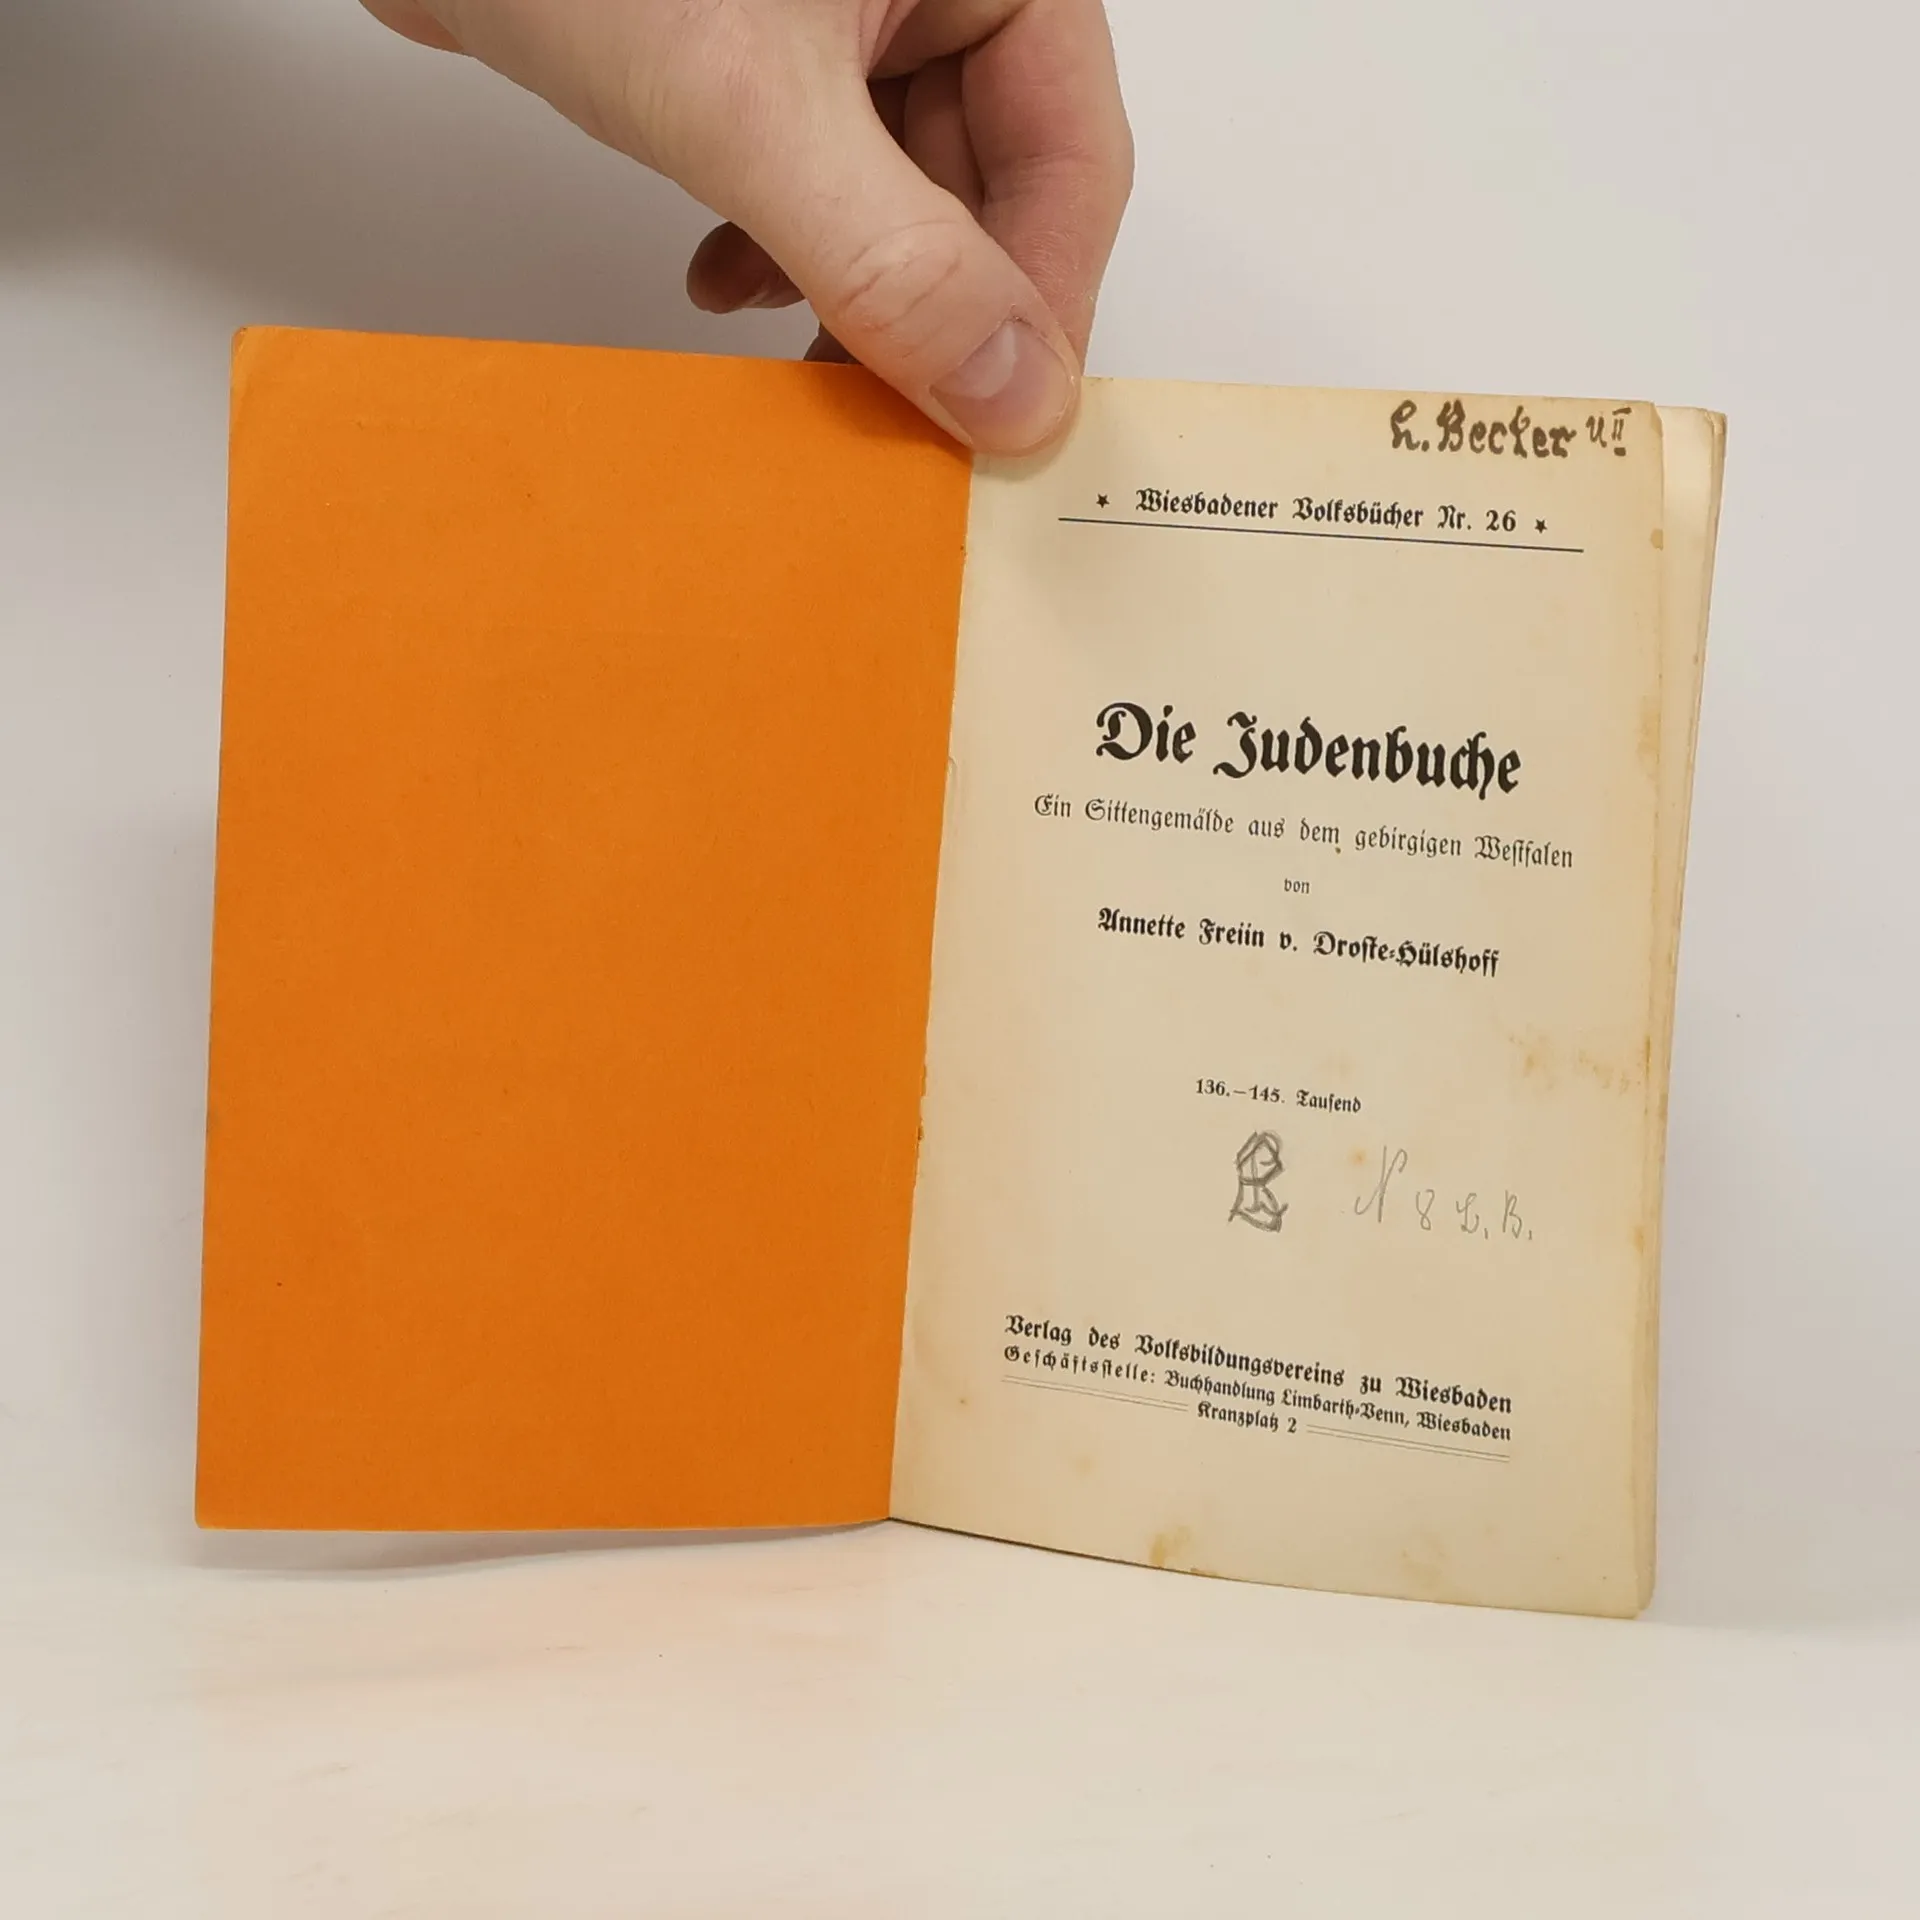 L. Becker U II
* Wiesbadener Volksbücher Nr. 26 *
Die Judenbuche
Ein Sittengemälde aus dem gebirgigen Westfalen
von
Annette Freiin v. Droste-Hülshoff
136.–145. Tausend
N 8 L. B.
Verlag des Volksbildungsvereins zu Wiesbaden
Geschäftsstelle: Buchhandlung Limbarth-Venn, Wiesbaden
Kranzplatz 2